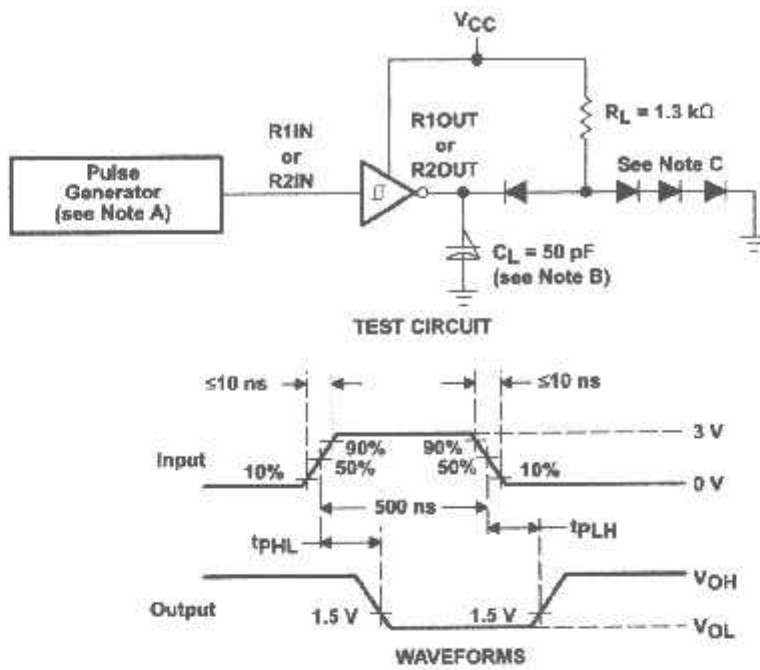 VCC
RL = 1.3 kΩ
R1IN
or
R2IN
R1OUT
or
R2OUT
See Note C
Pulse
Generator
(see Note A)
CL = 50 pF
(see Note B)
TEST CIRCUIT
≤10 ns
≤10 ns
3 V
90%
90%
Input
50%
50%
10%
10%
0 V
500 ns
tPHL
tPLH
VOH
Output
1.5 V
1.5 V
VOL
WAVEFORMS